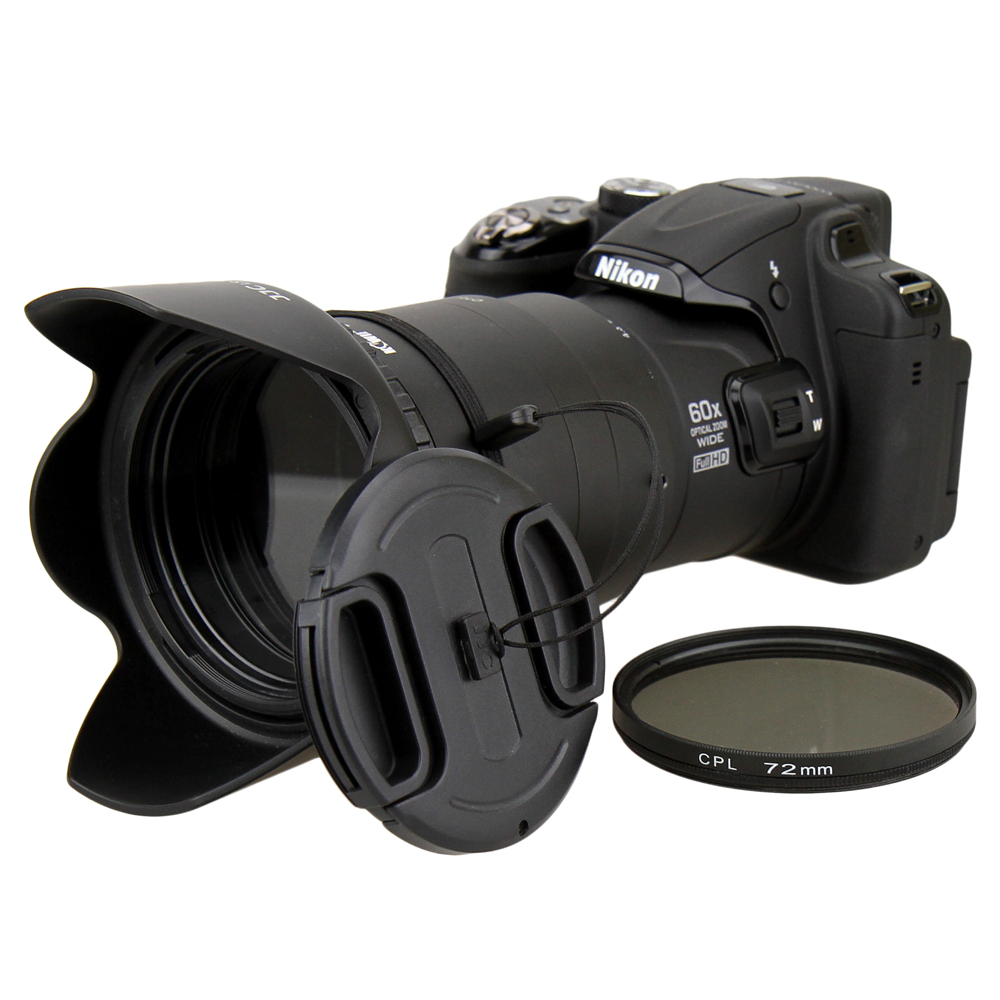 Nikon
T
W
60x
OPTICAL ZOOM
WIDE
Full HD
CPL 72mm